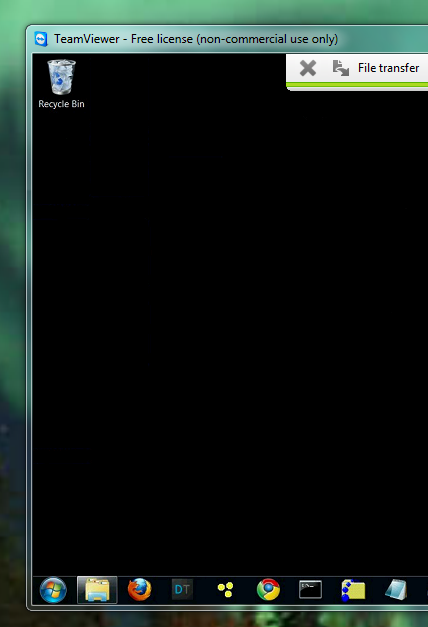 TeamViewer - Free license (non-commercial use only)
File transfer
Recycle Bin
DT